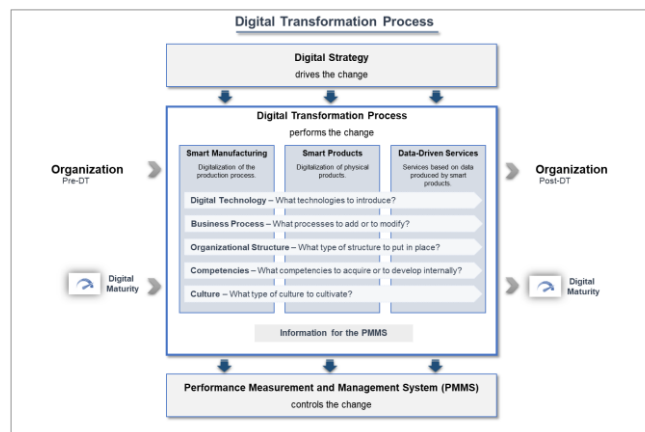 Digital Transformation Process
Digital Strategy
drives the change
Digital Transformation Process
performs the change
Organization
Pre-DT
Smart Manufacturing
Digitalization of the
production process.
Smart Products
Digitalization of physical
products.
Data-Driven Services
Services based on data
produced by smart
products.
Organization
Post-DT
Digital Technology – What technologies to introduce?
Business Process – What processes to add or to modify?
Organizational Structure – What type of structure to put in place?
Competencies – What competencies to acquire or to develop internally?
Culture – What type of culture to cultivate?
Digital
Maturity
Digital
Maturity
Information for the PMMS
Performance Measurement and Management System (PMMS)
controls the change